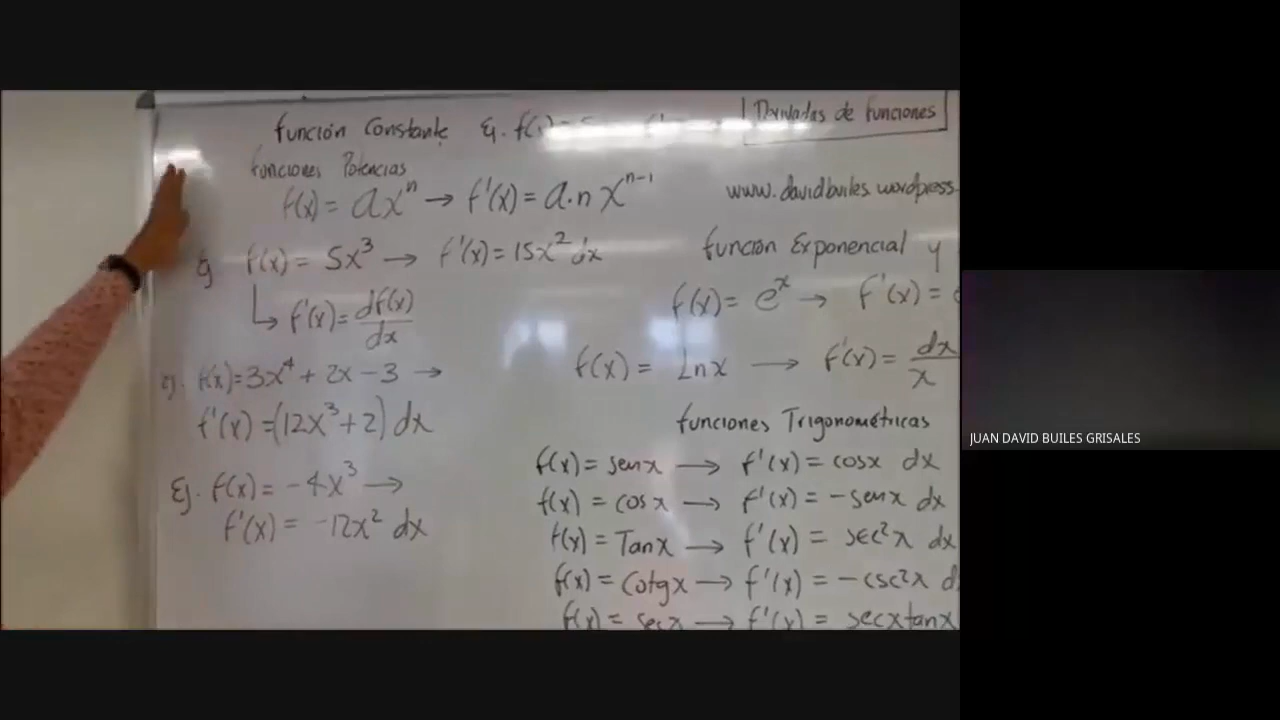 Derivadas de funciones
función Constante Ej. f(x) =
funciones Potencias
f(x) = ax^n → f'(x) = a.n x^{n-1}
www.davidbuiles.wordpress.
Ej f(x) = 5x^3 → f'(x) = 15x^2 dx
↳ f'(x) = df(x)/dx
Ej. f(x) = 3x^4 + 2x - 3 →
f'(x) = (12x^3 + 2) dx
Ej. f(x) = -4x^3 →
f'(x) = -12x^2 dx
función Exponencial y
f(x) = e^x → f'(x) =
f(x) = Lnx → f'(x) = dx/x
funciones Trigonométricas
f(x) = senx → f'(x) = cosx dx
f(x) = cosx → f'(x) = -senx dx
f(x) = Tanx → f'(x) = sec^2x dx
f(x) = Cotgx → f'(x) = -csc^2x d
f(x) = secx → f'(x) = secxtanx
JUAN DAVID BUILES GRISALES